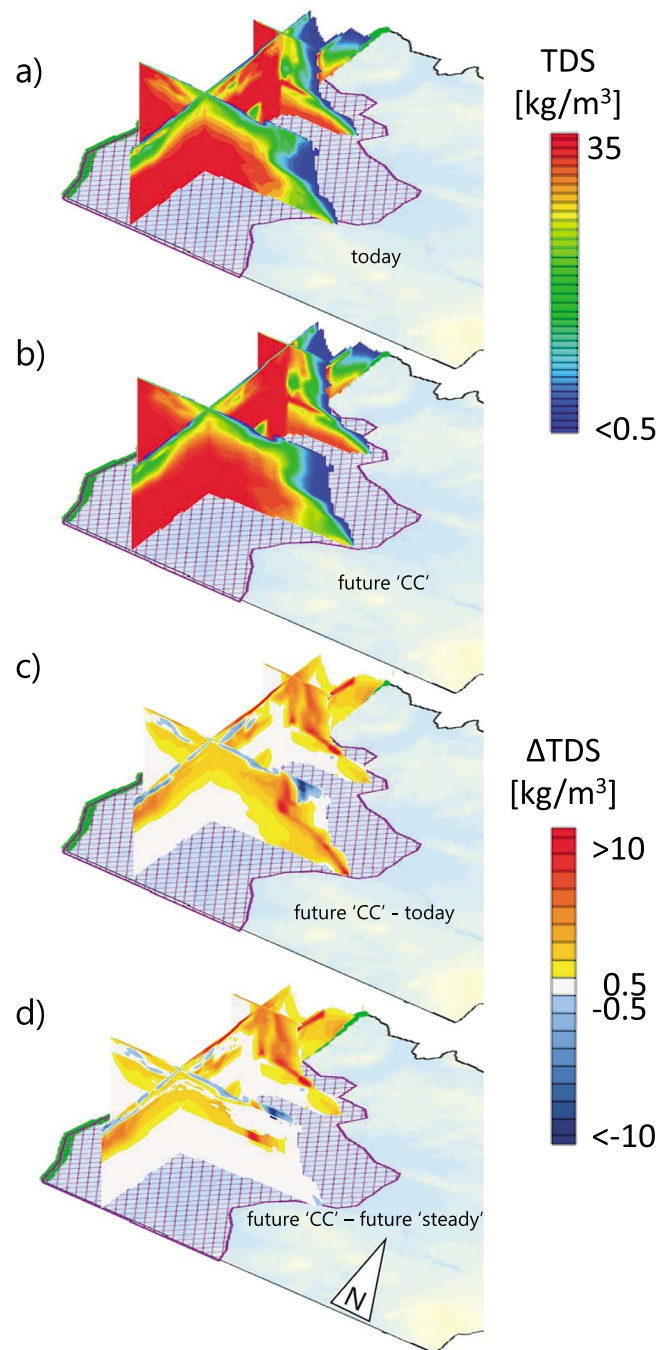 a)
TDS
[kg/m³]
35
<0.5
today
b)
future 'CC'
c)
ΔTDS
[kg/m³]
>10
0.5
-0.5
<-10
future 'CC' - today
d)
future 'CC' – future 'steady'
N